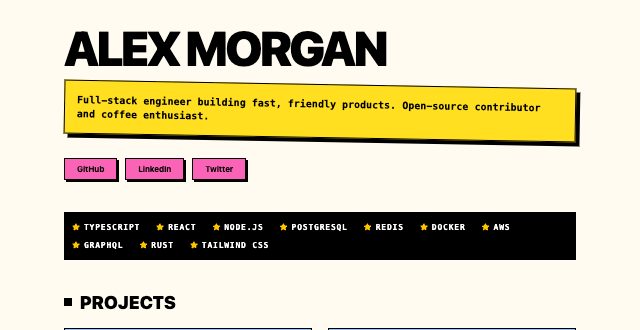 ALEX MORGAN
Full-stack engineer building fast, friendly products. Open-source contributor
and coffee enthusiast.
GitHub LinkedIn Twitter
TYPESCRIPT REACT NODE.JS POSTGRESQL REDIS DOCKER AWS
GRAPHQL RUST TAILWIND CSS
PROJECTS